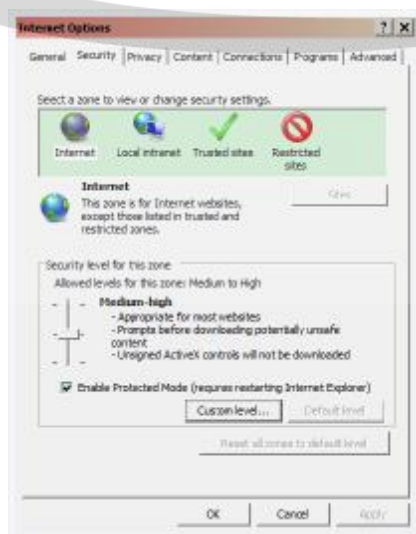 Internet Options
General Security Privacy Content Connections Programs Advanced
Select a zone to view or change security settings.
Internet Local intranet Trusted sites Restricted sites
Internet
Sites
This zone is for Internet websites,
except those listed in trusted and
restricted zones.
Security level for this zone
Allowed levels for this zone: Medium to High
Medium-high
- Appropriate for most websites
- Prompts before downloading potentially unsafe
content
- Unsigned ActiveX controls will not be downloaded
Enable Protected Mode (requires restarting Internet Explorer)
Custom level... Default level
Reset all zones to default level
OK Cancel Apply